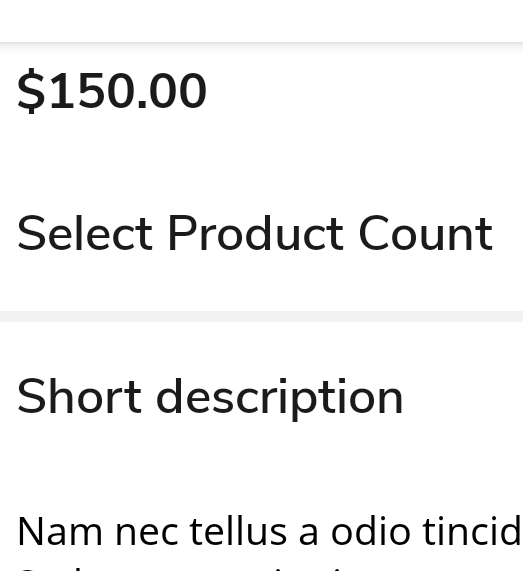 $150.00
Select Product Count
Short description
Nam nec tellus a odio tincid